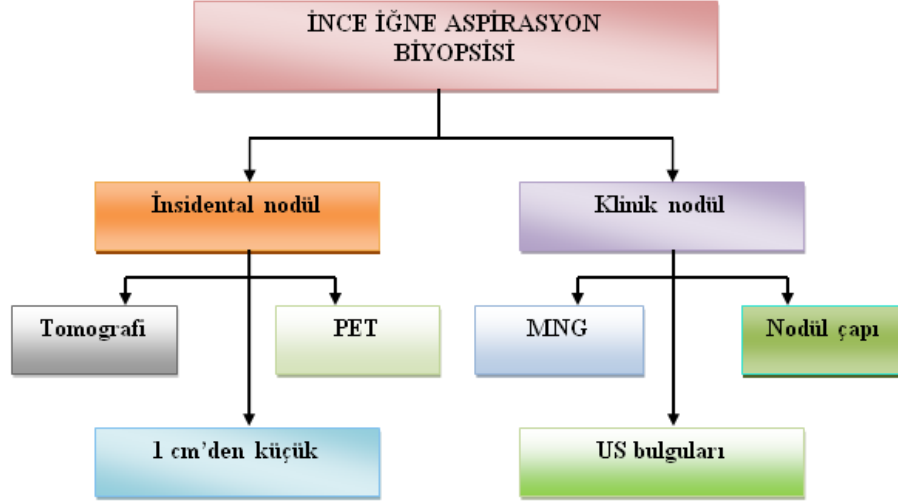 İNCE İĞNE ASPİRASYON
BİYOPSİSİ
İnsidental nodül
Klinik nodül
Tomografi
PET
MNG
Nodül çapı
1 cm’den küçük
US bulguları